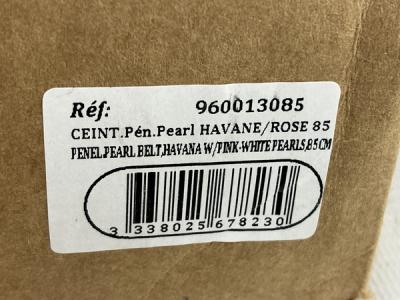 Réf: 960013085
CEINT.Pén.Pearl HAVANE/ROSE 85
PENEL.PEARL BELT,HAVANA W/PINK-WHITE PEARLS,85 CM
3 338025 678230